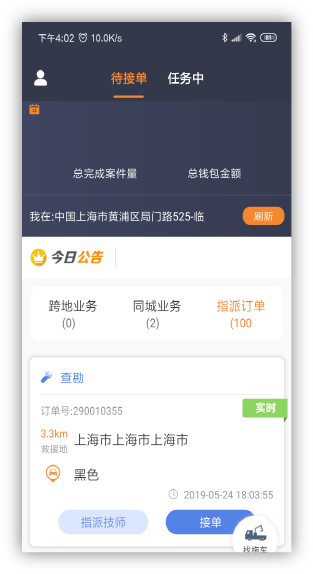 下午4:02 10.0K/s 81
待接单 任务中
总完成案件量 总钱包金额
我在:中国上海市黄浦区局门路525-临 刷新
今日公告
跨地业务 同城业务 指派订单
(0) (2) (100
查勘
订单号:290010355 实时
3.3km 上海市上海市上海市
救援地
黑色
2019-05-24 18:03:55
指派技师 接单
找拖车